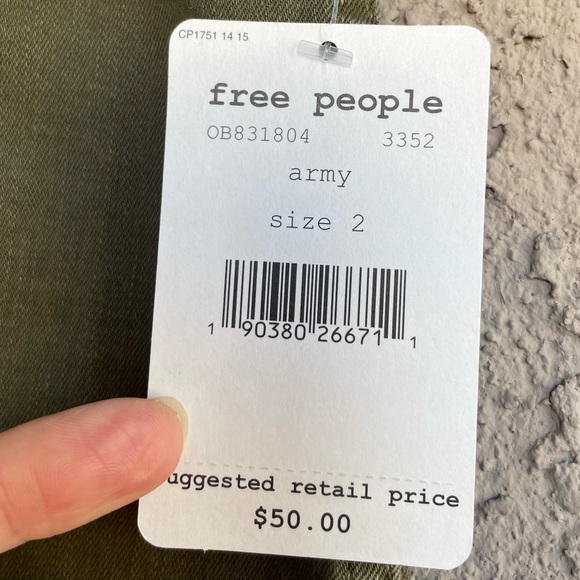 CP1751 14 15
free people
OB831804 3352
army
size 2
1 90380 26671 1
uggested retail price
$50.00